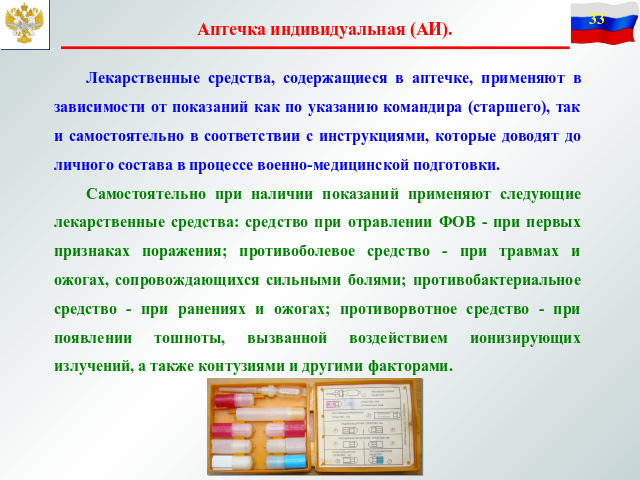 33
Аптечка индивидуальная (АИ).
Лекарственные средства, содержащиеся в аптечке, применяют в
зависимости от показаний как по указанию командира (старшего), так
и самостоятельно в соответствии с инструкциями, которые доводят до
личного состава в процессе военно-медицинской подготовки.
Самостоятельно при наличии показаний применяют следующие
лекарственные средства: средство при отравлении ФОВ - при первых
признаках поражения; противоболевое средство - при травмах и
ожогах, сопровождающихся сильными болями; противобактериальное
средство - при ранениях и ожогах; противорвотное средство - при
появлении тошноты, вызванной воздействием ионизирующих
излучений, а также контузиями и другими факторами.